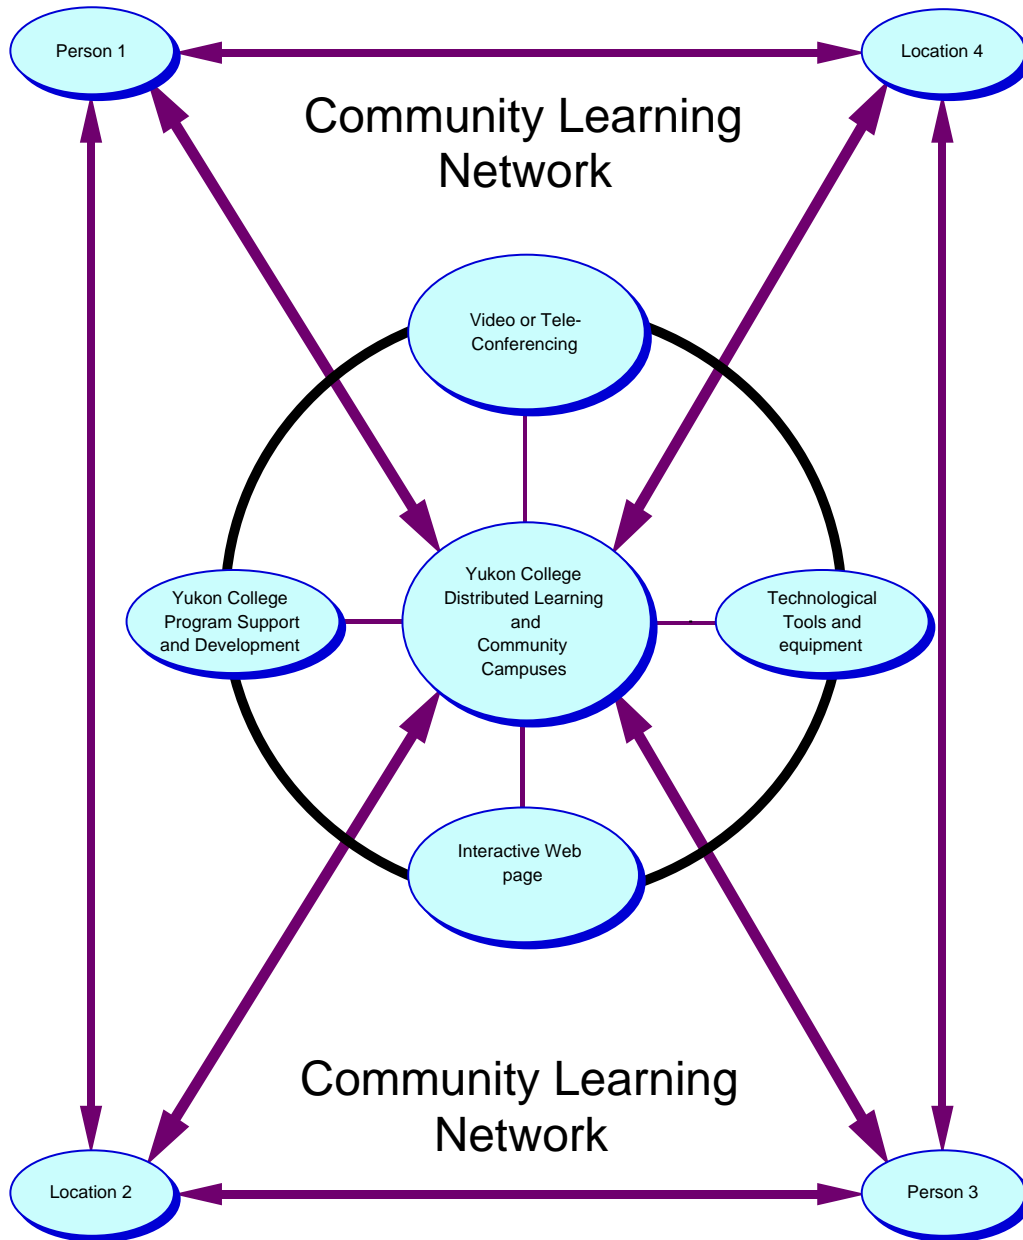 Person 1
Location 4
Community Learning
Network
Video or Tele-
Conferencing
Yukon College
Program Support
and Development
Yukon College
Distributed Learning
and
Community
Campuses
Technological
Tools and
equipment
Interactive Web
page
Community Learning
Network
Location 2
Person 3